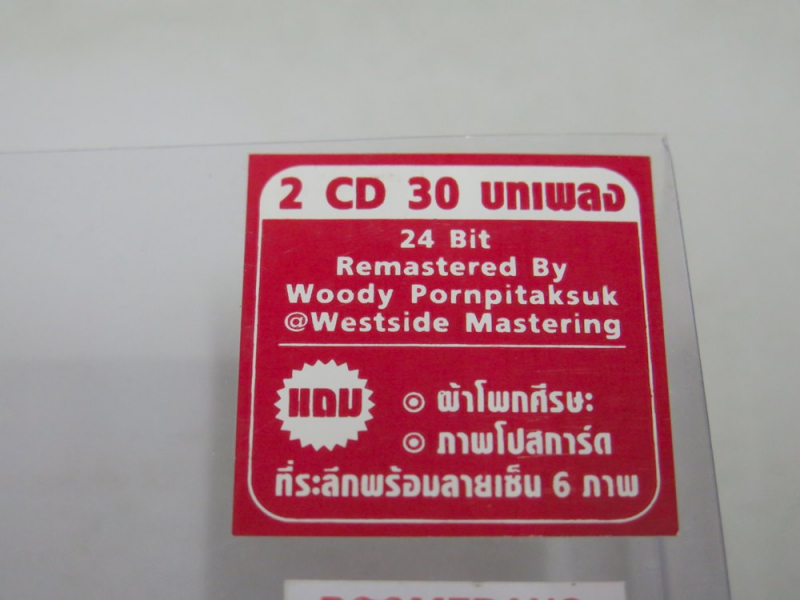 2 CD 30 บทเพลง
24 Bit
Remastered By
Woody Pornpitaksuk
@Westside Mastering
แถม
◎ ผ้าโพกศีรษะ
◎ ภาพโปสการ์ด
ที่ระลึกพร้อมลายเซ็น 6 ภาพ